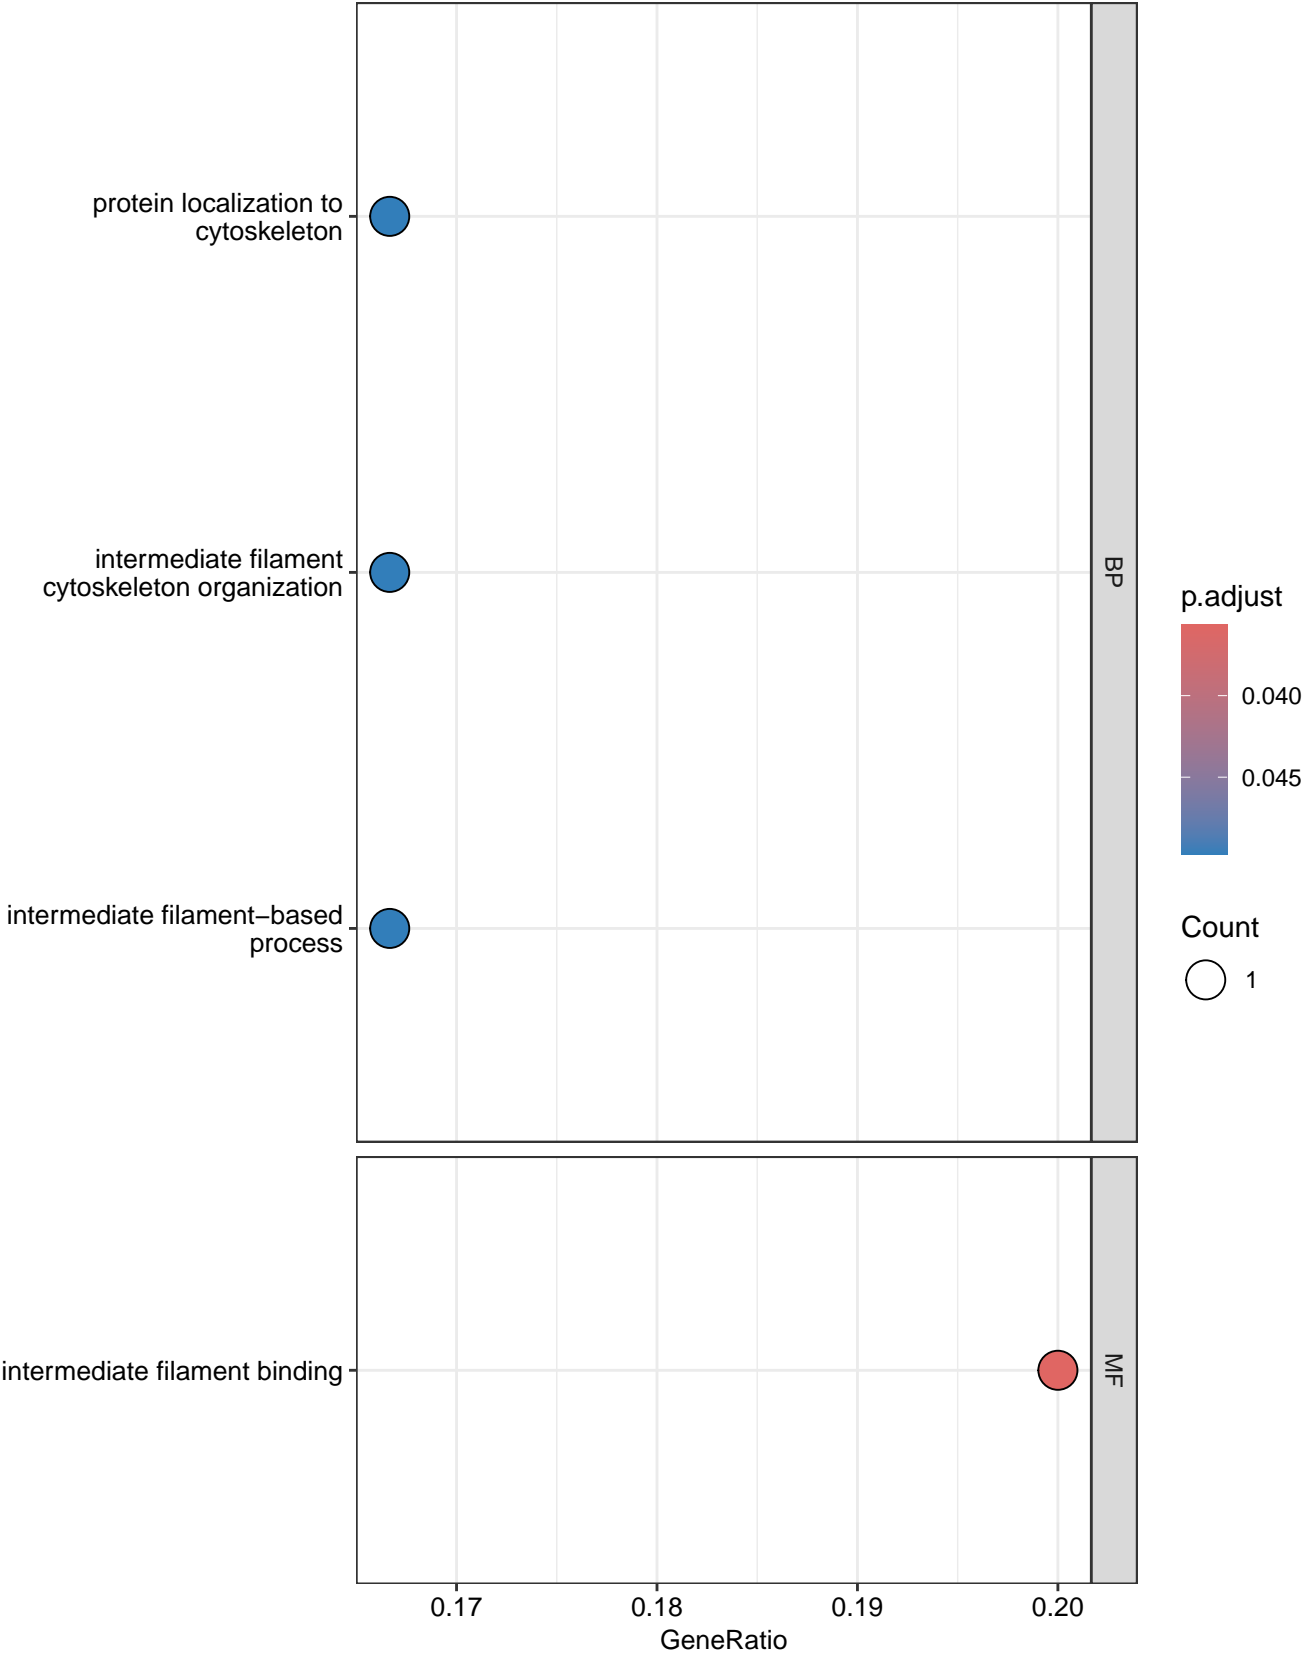 protein localization to
cytoskeleton
intermediate filament
cytoskeleton organization
intermediate filament−based
process
BP
intermediate filament binding
MF
0.17
0.18
0.19
0.20
GeneRatio
p.adjust
0.040
0.045
Count
1